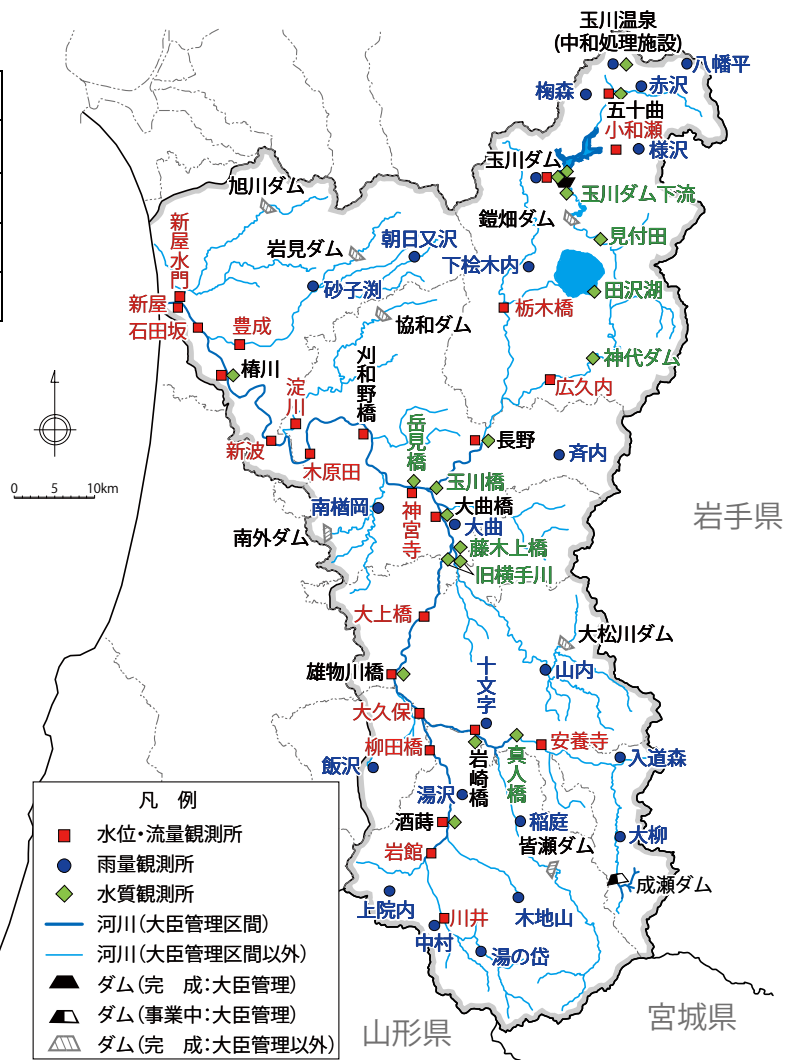 玉川温泉
(中和処理施設)
八幡平
赤沢
椈森
五十曲
小和瀬
様沢
玉川ダム
玉川ダム下流
旭川ダム
鎧畑ダム
新屋水門
朝日又沢
見付田
岩見ダム
下桧木内
砂子渕
田沢湖
新屋
栃木橋
石田坂
豊成
協和ダム
刈和野橋
神代ダム
椿川
淀川
広久内
岳見橋
長野
新波
木原田
斉内
玉川橋
南楢岡
神宮寺
大曲橋
大曲
岩手県
南外ダム
藤木上橋
旧横手川
大上橋
大松川ダム
雄物川橋
十文字
山内
大久保
柳田橋
安養寺
真人橋
岩崎橋
入道森
飯沢
湯沢
酒蒔
稲庭
大柳
皆瀬ダム
岩館
成瀬ダム
上院内
川井
木地山
中村
湯の岱
山形県
宮城県
4
0 5 10km
凡 例
水位・流量観測所
雨量観測所
水質観測所
河川(大臣管理区間)
河川(大臣管理区間以外)
ダム(完 成:大臣管理)
ダム(事業中:大臣管理)
ダム(完 成:大臣管理以外)